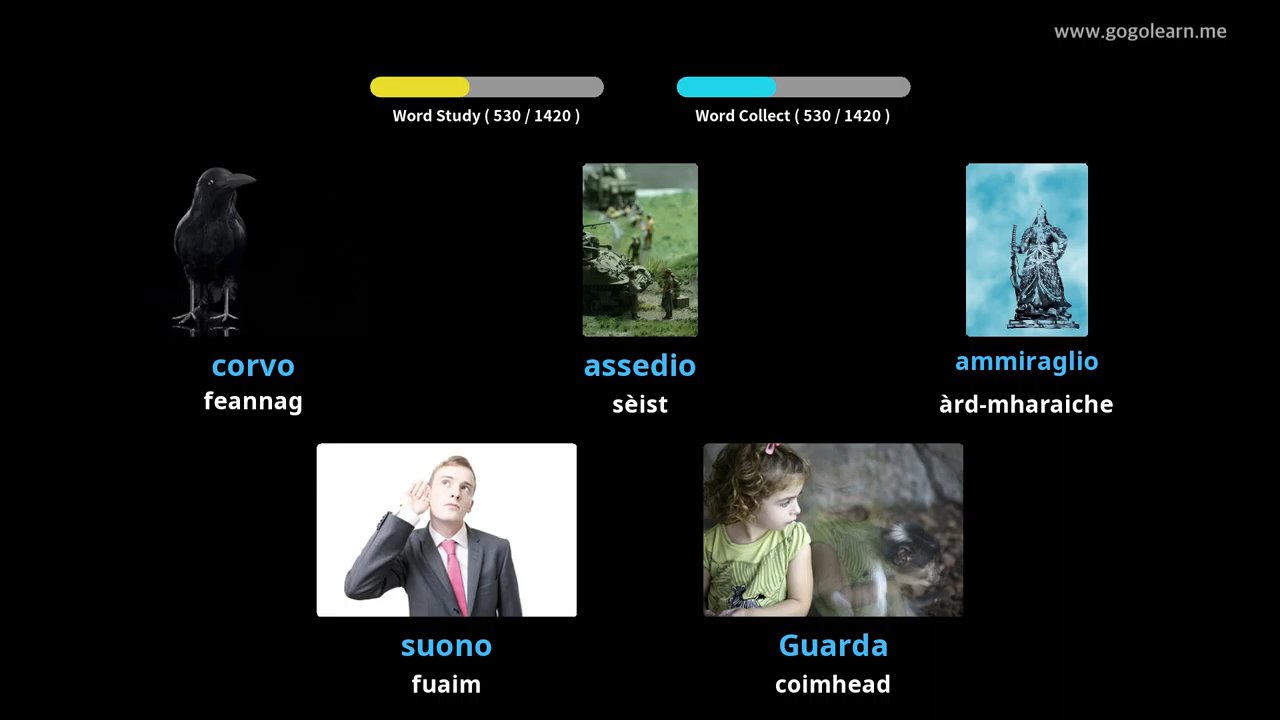 www.gogolearn.me
Word Study ( 530 / 1420 )
Word Collect ( 530 / 1420 )
corvo
feannag
assedio
sèist
ammiraglio
àrd-mharaiche
suono
fuaim
Guarda
coimhead